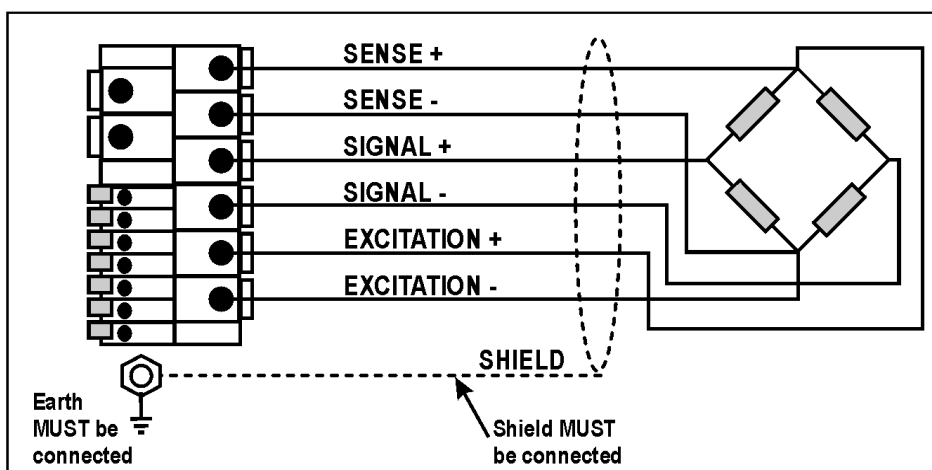 SENSE +
SENSE -
SIGNAL +
SIGNAL -
EXCITATION +
EXCITATION -
SHIELD
Earth
MUST be
connected
Shield MUST
be connected